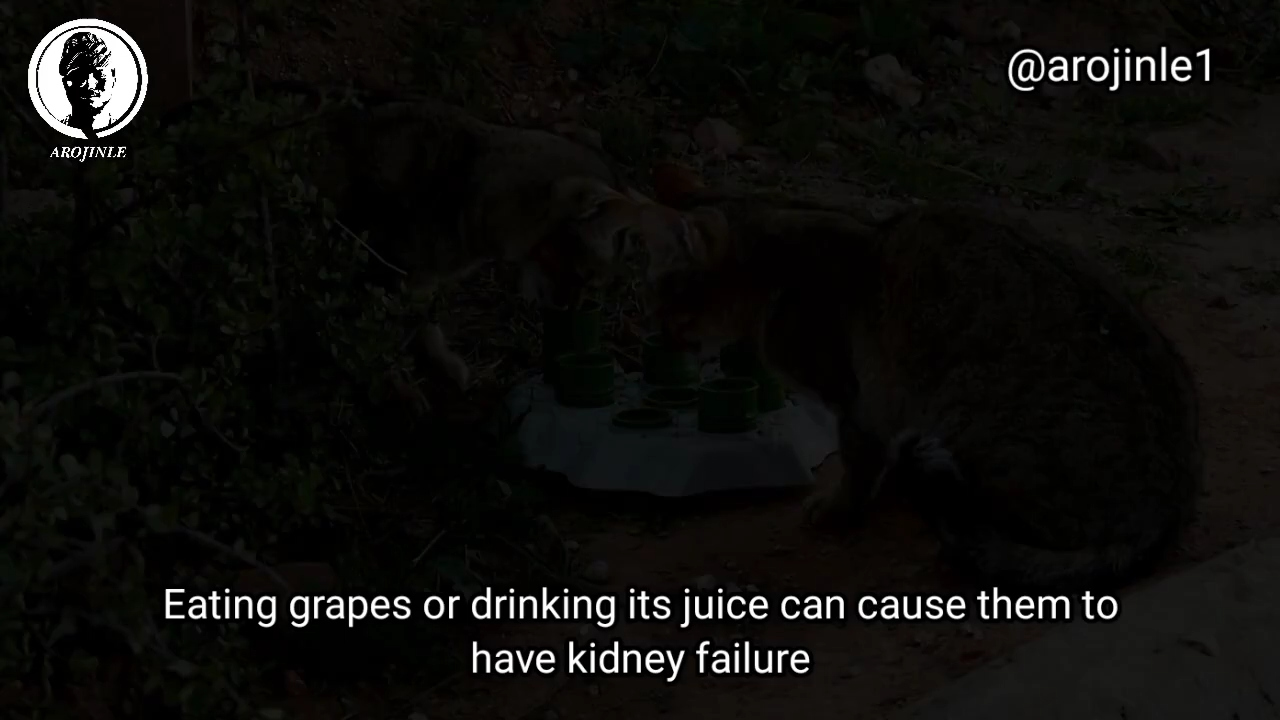 @arojinle1
AROJINLE
Eating grapes or drinking its juice can cause them to
have kidney failure